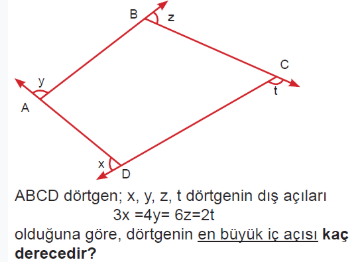 B
z
C
y
t
A
x
D
ABCD dörtgen; x, y, z, t dörtgenin dış açıları
3x =4y= 6z=2t
olduğuna göre, dörtgenin en büyük iç açısı kaç
derecedir?